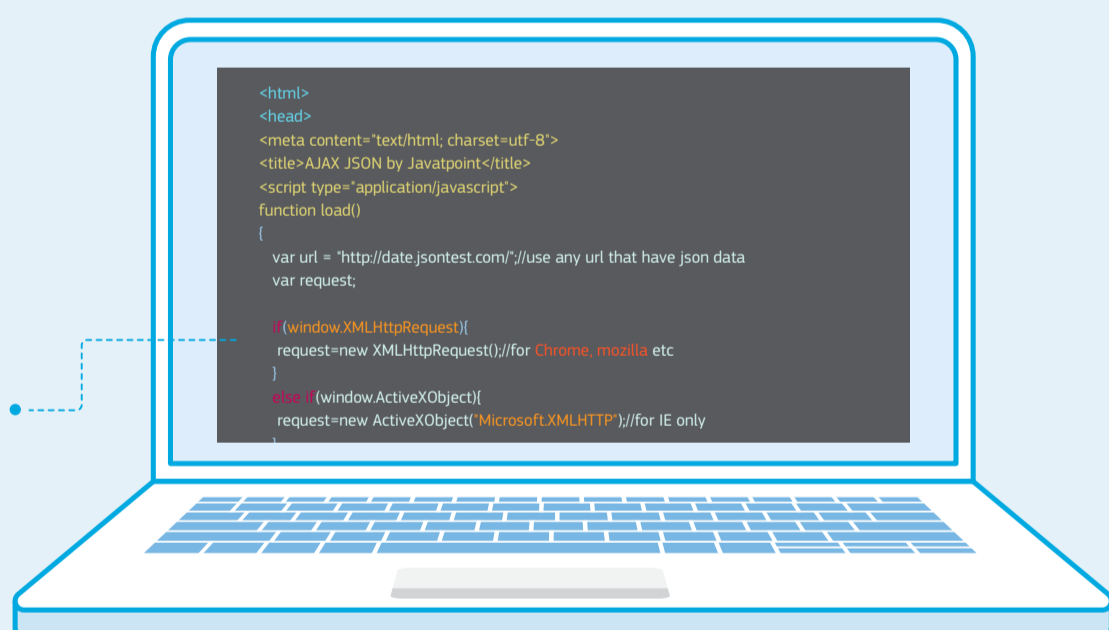 <html>
<head>
<meta content="text/html; charset=utf-8">
<title>AJAX JSON by Javatpoint</title>
<script type="application/javascript">
function load()
{
var url = "http://date.jsontest.com/";//use any url that have json data
var request;
if(window.XMLHttpRequest){
request=new XMLHttpRequest();//for Chrome, mozilla etc
}
else if(window.ActiveXObject){
request=new ActiveXObject("Microsoft.XMLHTTP");//for IE only
}